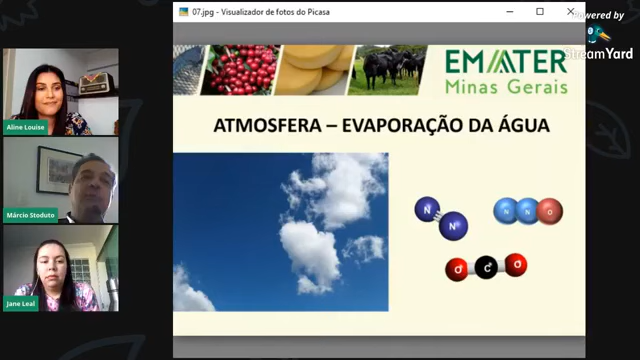 07.jpg - Visualizador de fotos do Picasa
Powered by
StreamYard
EMATER
Minas Gerais
ATMOSFERA – EVAPORAÇÃO DA ÁGUA
Aline Louise
Márcio Stoduto
Jane Leal
N
N
N
N
O
O
C
O